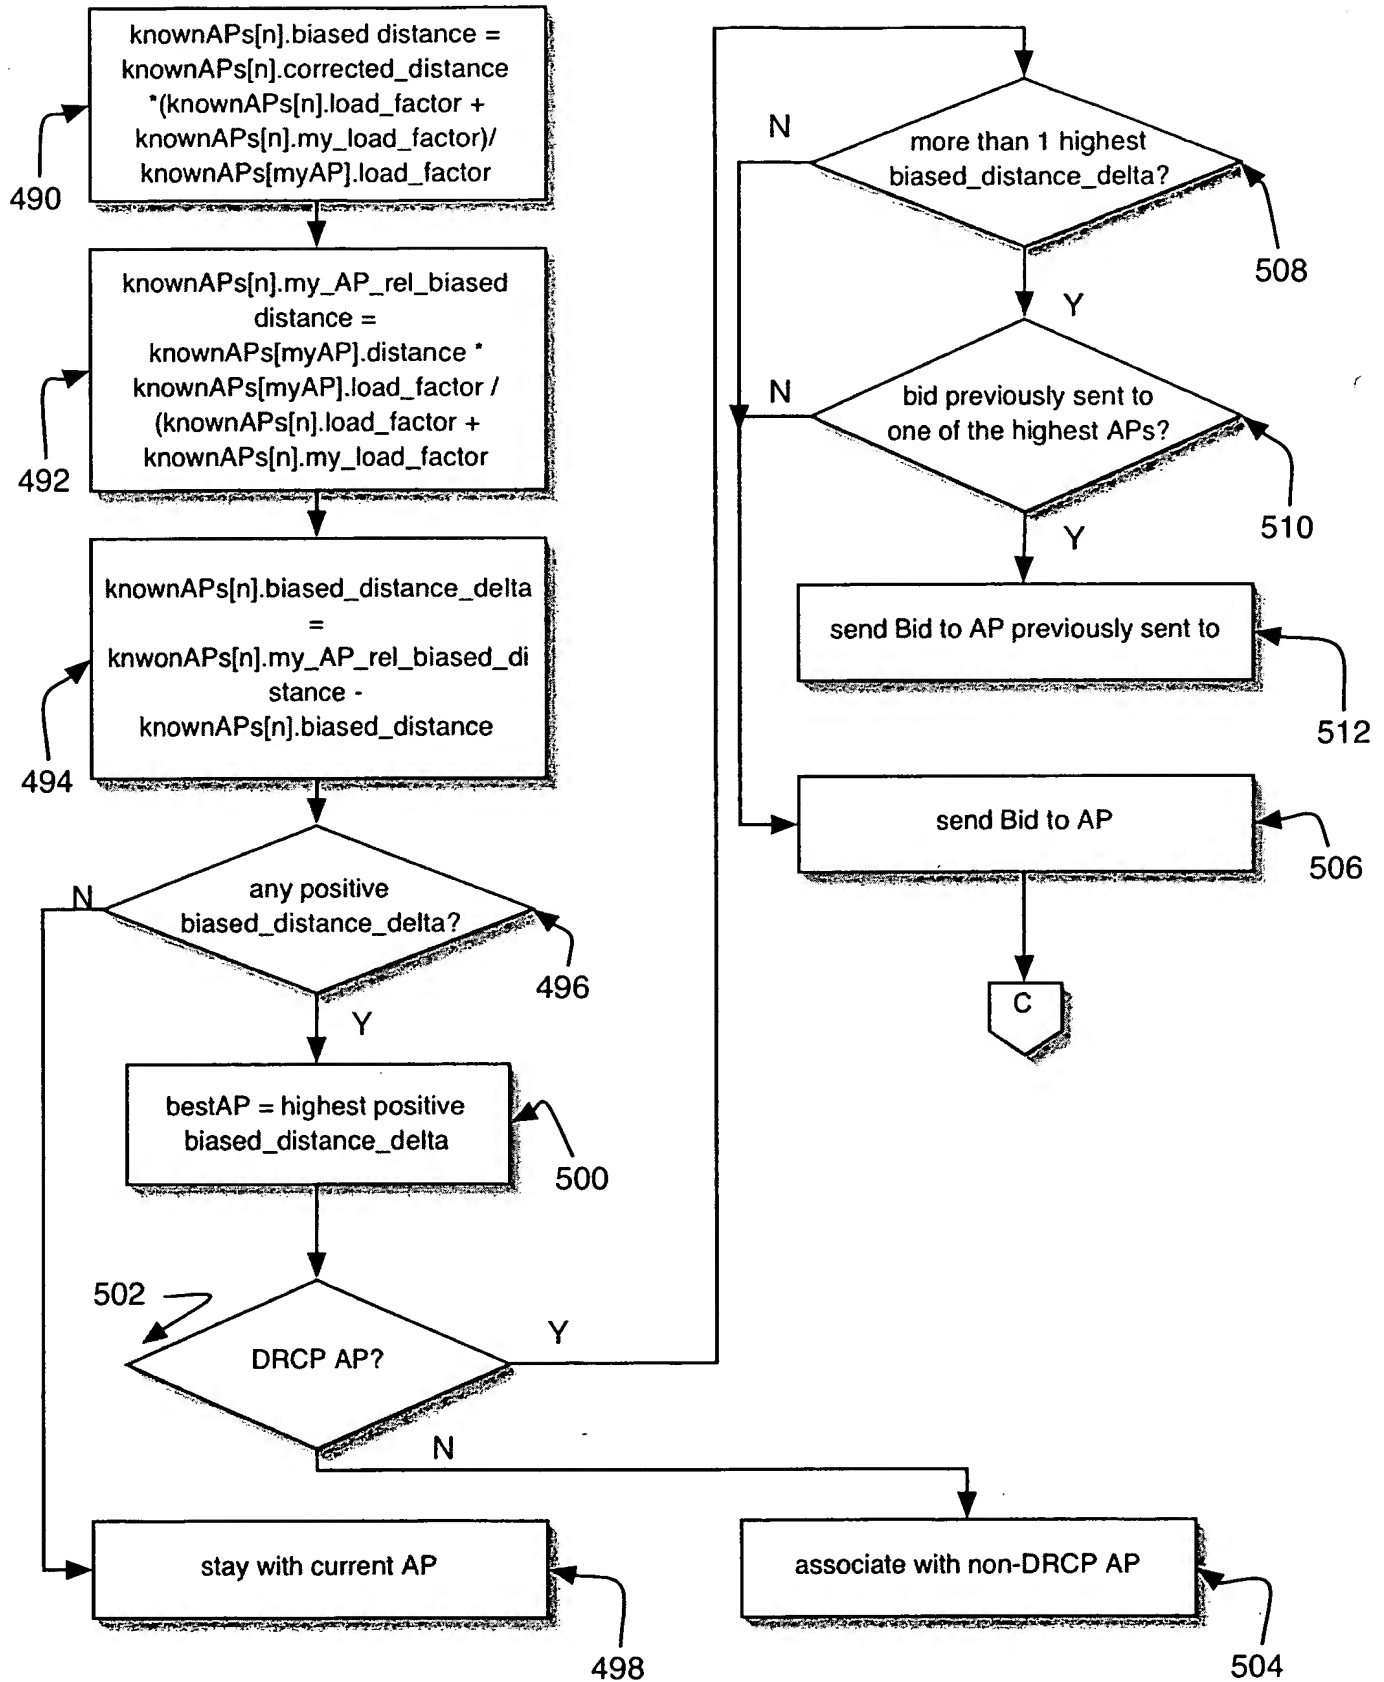 knownAPs[n].biased distance =
knownAPs[n].corrected_distance
*(knownAPs[n].load_factor +
knownAPs[n].my_load_factor)/
knownAPs[myAP].load_factor
490
knownAPs[n].my_AP_rel_biased
distance =
knownAPs[myAP].distance *
knownAPs[myAP].load_factor /
(knownAPs[n].load_factor +
knownAPs[n].my_load_factor
492
knownAPs[n].biased_distance_delta
=
knwonAPs[n].my_AP_rel_biased_di
stance -
knownAPs[n].biased_distance
494
any positive
biased_distance_delta?
N
496
Y
bestAP = highest positive
biased_distance_delta
500
502
DRCP AP?
Y
N
stay with current AP
498
associate with non-DRCP AP
504
more than 1 highest
biased_distance_delta?
N
508
Y
bid previously sent to
one of the highest APs?
N
510
Y
send Bid to AP previously sent to
512
send Bid to AP
506
C